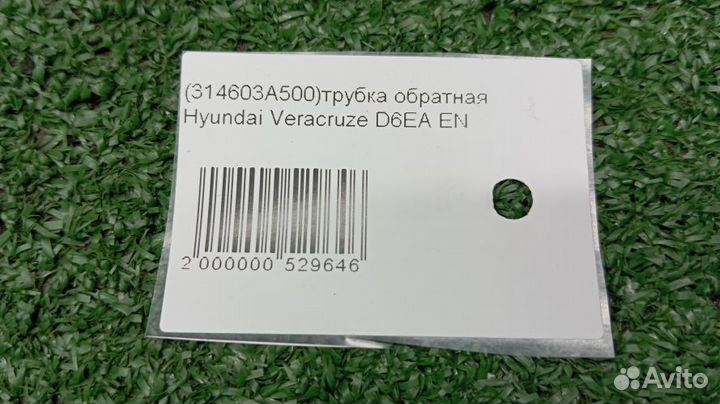 (314603A500)трубка обратная
Hyundai Veracruze D6EA EN
2 000000 529646
Avito